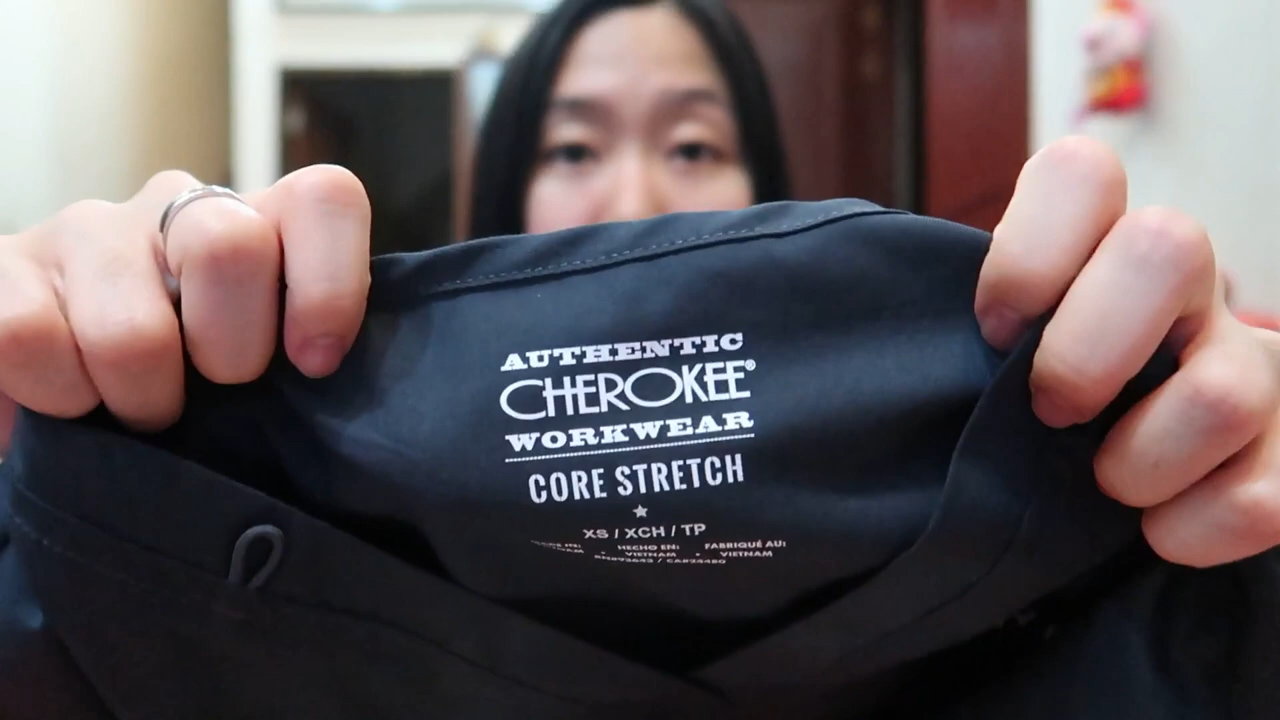 AUTHENTIC
CHEROKEE®
WORKWEAR
CORE STRETCH
XS / XCH / TP
HECHO EN: FABRIQUÉ AU:
• VIETNAM • VIETNAM